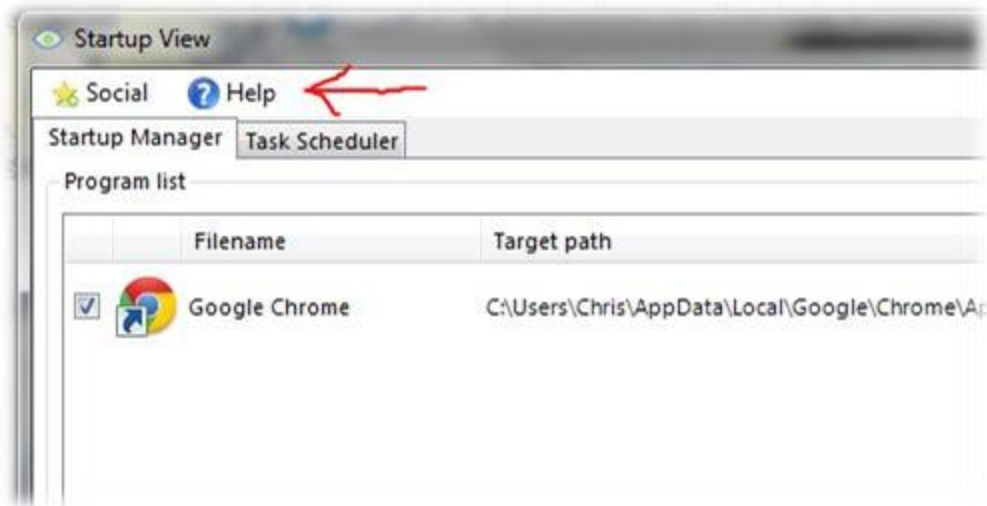 Startup View
Social Help
Startup Manager Task Scheduler
Program list
Filename Target path
Google Chrome C:\Users\Chris\AppData\Local\Google\Chrome\Ap